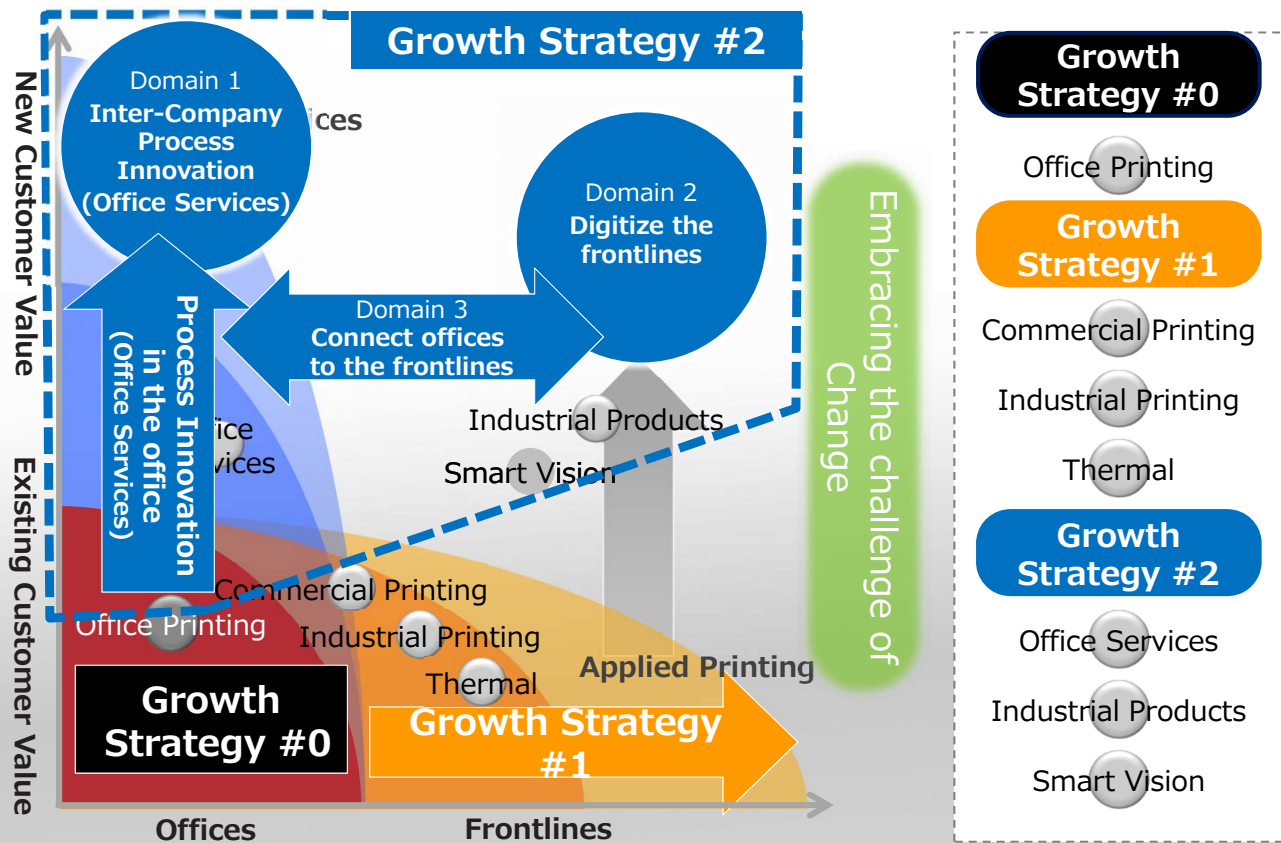 Growth Strategy #2
Domain 1
Inter-Company
Process
Innovation
(Office Services)
ices
Domain 2
Digitize the
frontlines
Domain 3
Connect offices
to the frontlines
Process Innovation
in the office
(Office Services)
Industrial Products
Smart Vision
Commercial Printing
Office Printing
Industrial Printing
Thermal
Applied Printing
Growth
Strategy #0
Growth Strategy
#1
New Customer Value
Existing Customer Value
Offices
Frontlines
Embracing the challenge of
Change
Growth
Strategy #0
Office Printing
Growth
Strategy #1
Commercial Printing
Industrial Printing
Thermal
Growth
Strategy #2
Office Services
Industrial Products
Smart Vision